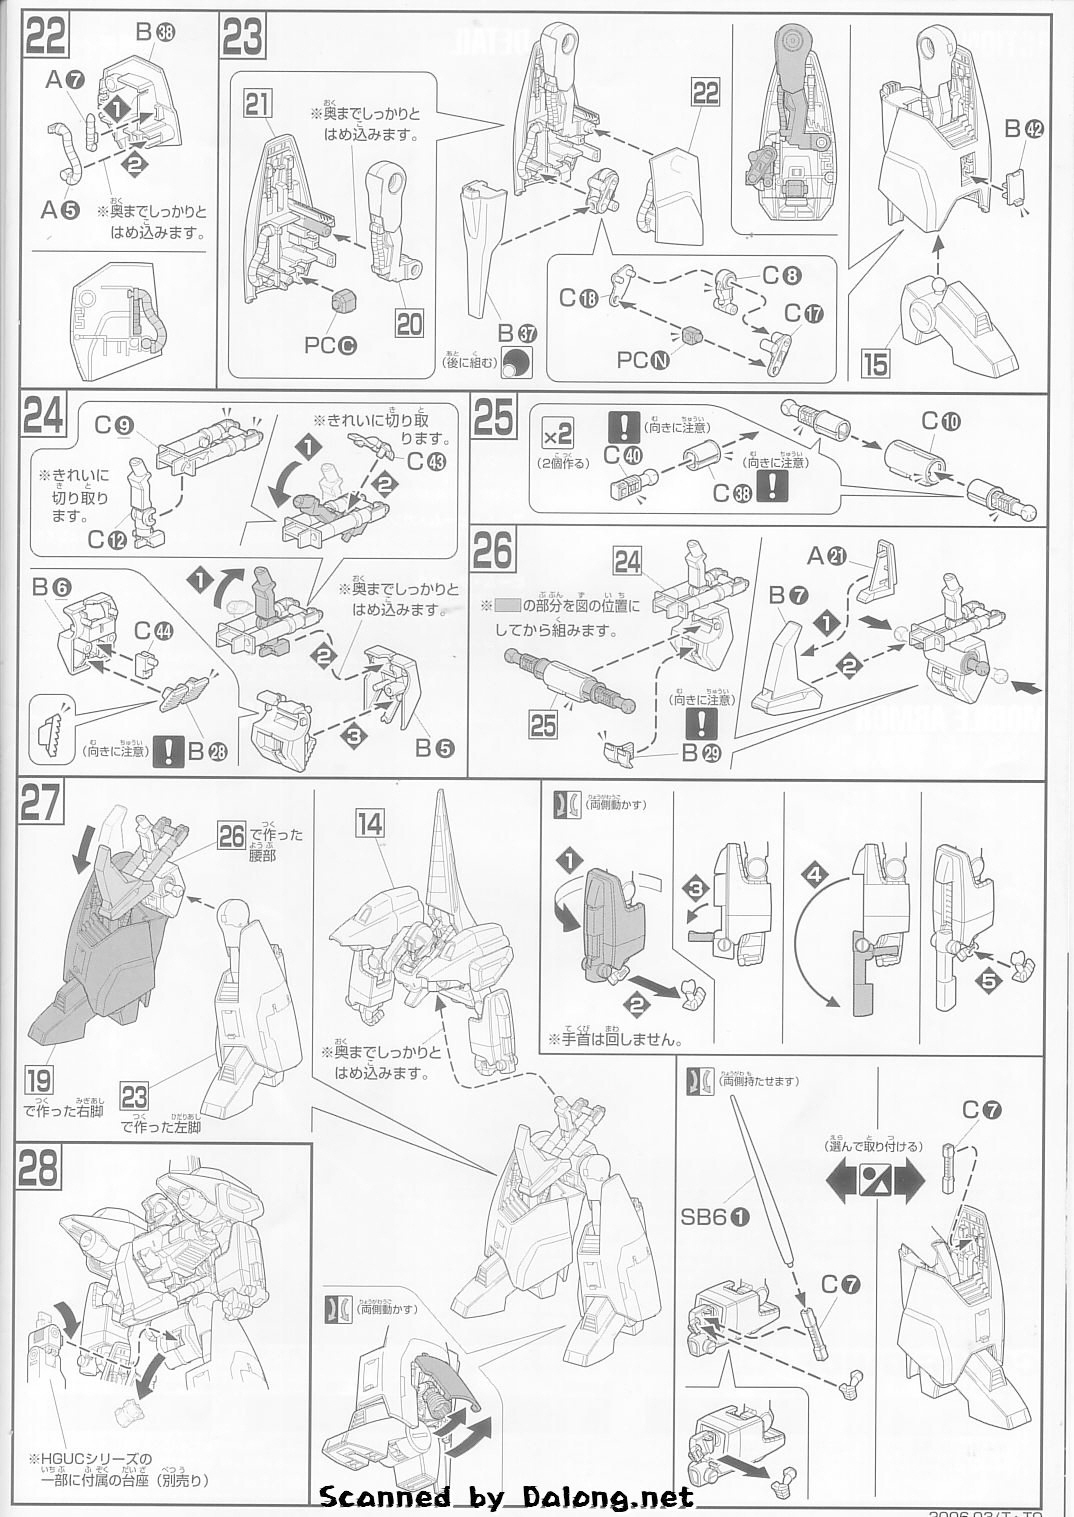 22
B38
A7
1
2
A5
※奥までしっかりと
はめ込みます。
23
21
※奥までしっかりと
はめ込みます。
22
20
PC C
B37
(後に組む)
C18
C8
C17
PC N
B42
15
24
C9
※きれいに
切り取り
ます。
C12
※きれいに切り取
ります。
1
C43
2
B6
C44
(向きに注意)
!
B28
1
※奥までしっかりと
はめ込みます。
2
3
B5
25
×2
(2個作る)
!
(向きに注意)
C40
C38
(向きに注意)
!
C10
26
24
※ の部分を図の位置に
してから組みます。
25
(向きに注意)
!
B29
A21
B7
1
2
27
26
で作った
腰部
19
で作った右脚
23
で作った左脚
14
※奥までしっかりと
はめ込みます。
(両側動かす)
1
2
3
4
5
※手首は回しません。
(両側動かす)
(両側持たせます)
SB6 1
C7
(選んで取り付ける)
C7
28
※HGUCシリーズの
一部に付属の台座(別売り)
Scanned by Dalong.net